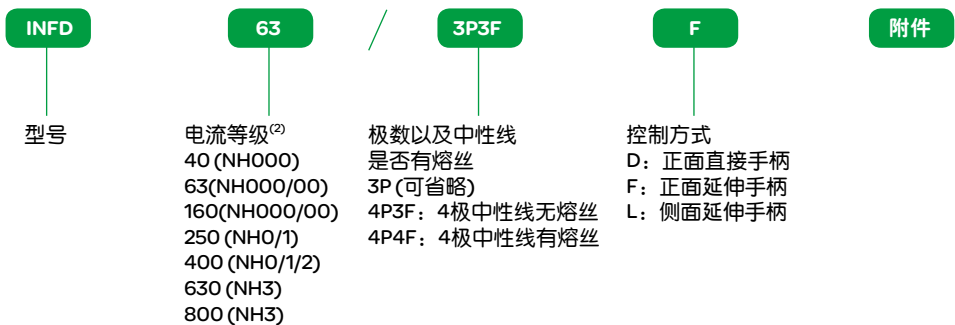 INFD 63 / 3P3F F 附件
型号
电流等级(2)
40 (NH000)
63(NH000/00)
160(NH000/00)
250 (NH0/1)
400 (NH0/1/2)
630 (NH3)
800 (NH3)
极数以及中性线
是否有熔丝
3P (可省略)
4P3F：4极中性线无熔丝
4P4F：4极中性线有熔丝
控制方式
D：正面直接手柄
F：正面延伸手柄
L：侧面延伸手柄